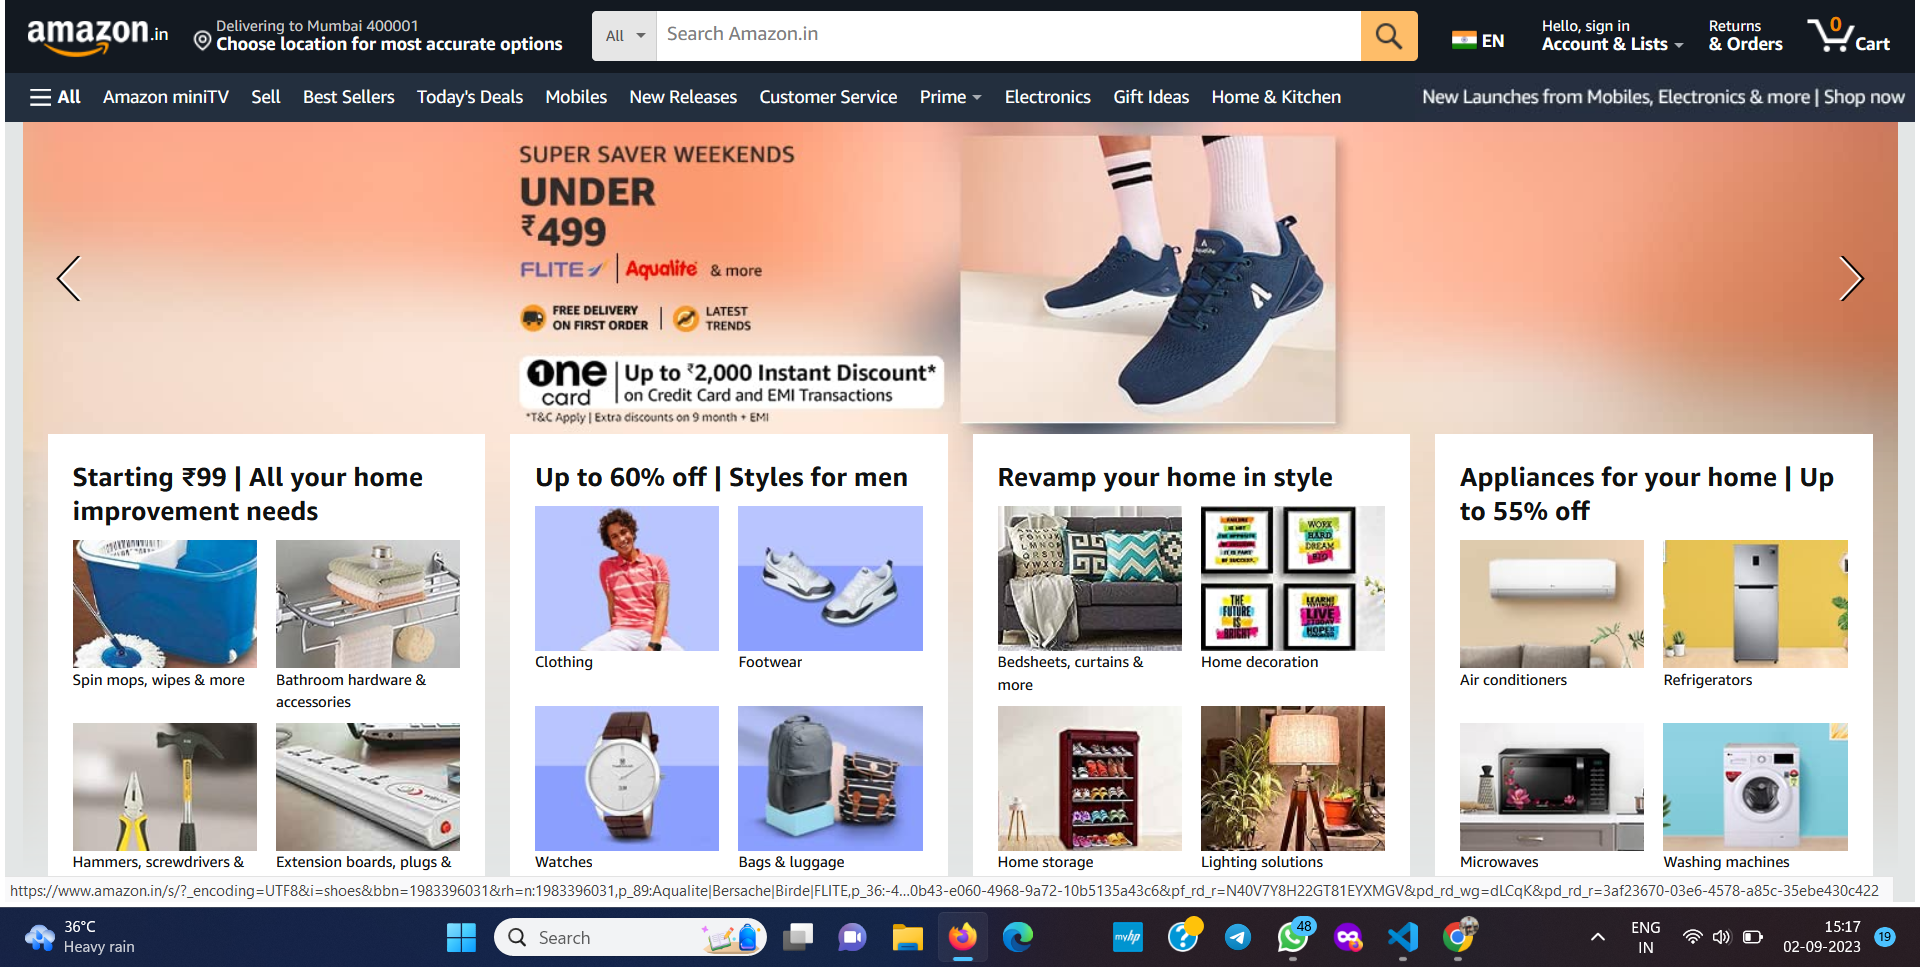 amazon.in
Delivering to Mumbai 400001
Choose location for most accurate options
All
Search Amazon.in
EN
Hello, sign in
Account & Lists
Returns
& Orders
0
Cart
All
Amazon miniTV
Sell
Best Sellers
Today's Deals
Mobiles
New Releases
Customer Service
Prime
Electronics
Gift Ideas
Home & Kitchen
New Launches from Mobiles, Electronics & more | Shop now
SUPER SAVER WEEKENDS
UNDER
₹499
FLITE | Aqualite & more
FREE DELIVERY
ON FIRST ORDER
LATEST
TRENDS
one card | Up to ₹2,000 Instant Discount*
on Credit Card and EMI Transactions
*T&C Apply | Extra discounts on 9 month + EMI
Starting ₹99 | All your home
improvement needs
Spin mops, wipes & more
Bathroom hardware &
accessories
Hammers, screwdrivers &
Extension boards, plugs &
Up to 60% off | Styles for men
Clothing
Footwear
Watches
Bags & luggage
Revamp your home in style
Bedsheets, curtains &
more
WORK
HARD
DREAM
BIG
THE
FUTURE
IS
BRIGHT
Home decoration
Home storage
Lighting solutions
Appliances for your home | Up
to 55% off
Air conditioners
Refrigerators
Microwaves
Washing machines
https://www.amazon.in/s/?_encoding=UTF8&i=shoes&bbn=1983396031&rh=n:1983396031,p_89:Aqualite|Bersache|Birde|FLITE,p_36:-4…0b43-e060-4968-9a72-10b5135a43c6&pf_rd_r=N40V7Y8H22GT81EYXMGV&pd_rd_wg=dLCqK&pd_rd_r=3af23670-03e6-4578-a85c-35ebe430c422
36°C
Heavy rain
Search
myhp
48
ENG
IN
15:17
02-09-2023
19